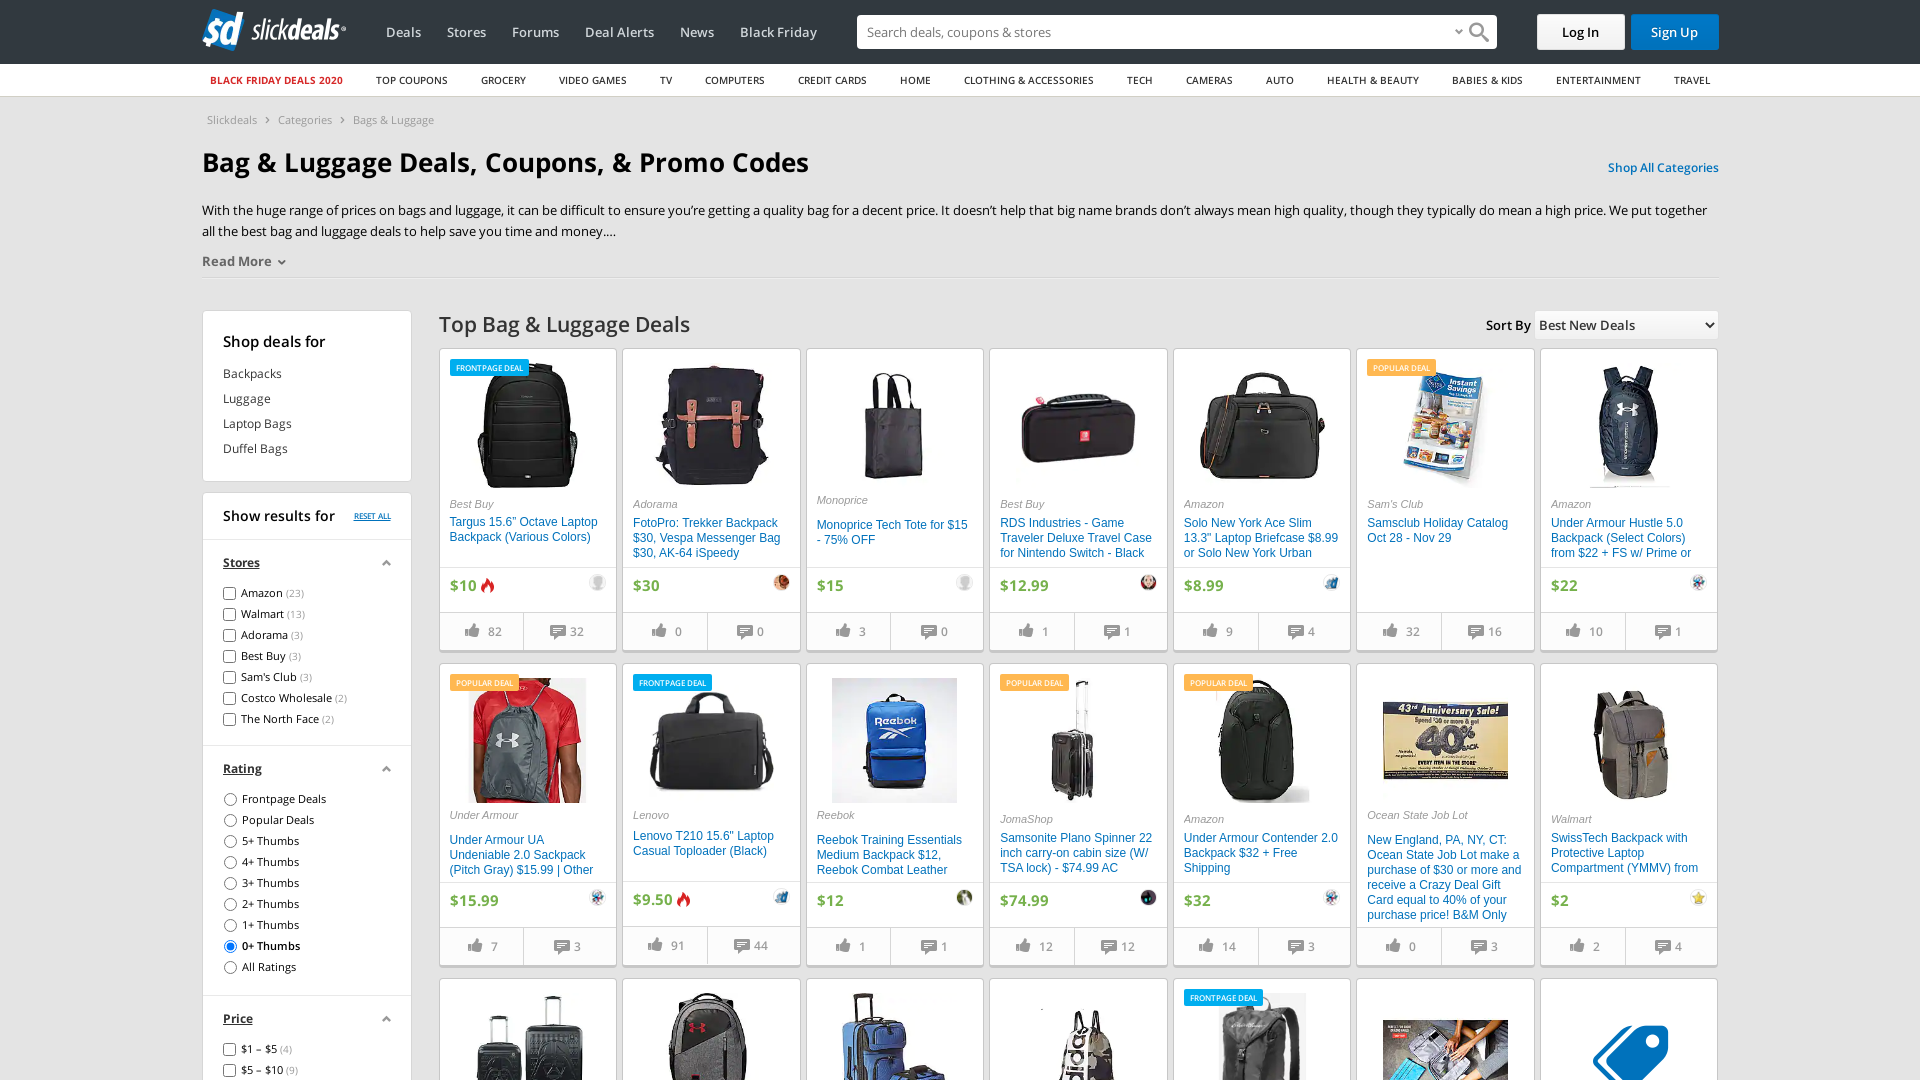 sd slickdeals
Deals
Stores
Forums
Deal Alerts
News
Black Friday
Search deals, coupons & stores
Log In
Sign Up
BLACK FRIDAY DEALS 2020
TOP COUPONS
GROCERY
VIDEO GAMES
TV
COMPUTERS
CREDIT CARDS
HOME
CLOTHING & ACCESSORIES
TECH
CAMERAS
AUTO
HEALTH & BEAUTY
BABIES & KIDS
ENTERTAINMENT
TRAVEL
Slickdeals > Categories > Bags & Luggage
Bag & Luggage Deals, Coupons, & Promo Codes
Shop All Categories
With the huge range of prices on bags and luggage, it can be difficult to ensure you’re getting a quality bag for a decent price. It doesn’t help that big name brands don’t always mean high quality, though they typically do mean a high price. We put together
all the best bag and luggage deals to help save you time and money....
Read More
Shop deals for
Backpacks
Luggage
Laptop Bags
Duffel Bags
Show results for
RESET ALL
Stores
Amazon (23)
Walmart (13)
Adorama (3)
Best Buy (3)
Sam's Club (3)
Costco Wholesale (2)
The North Face (2)
Rating
Frontpage Deals
Popular Deals
5+ Thumbs
4+ Thumbs
3+ Thumbs
2+ Thumbs
1+ Thumbs
0+ Thumbs
All Ratings
Price
$1 – $5 (4)
$5 – $10 (9)
Top Bag & Luggage Deals
Sort By
Best New Deals
FRONTPAGE DEAL
Best Buy
Targus 15.6” Octave Laptop
Backpack (Various Colors)
$10
82
32
Adorama
FotoPro: Trekker Backpack
$30, Vespa Messenger Bag
$30, AK-64 iSpeedy
$30
0
0
Monoprice
Monoprice Tech Tote for $15
- 75% OFF
$15
3
0
Best Buy
RDS Industries - Game
Traveler Deluxe Travel Case
for Nintendo Switch - Black
$12.99
1
1
Amazon
Solo New York Ace Slim
13.3" Laptop Briefcase $8.99
or Solo New York Urban
$8.99
9
4
POPULAR DEAL
Instant
Savings
Sam's Club
Samsclub Holiday Catalog
Oct 28 - Nov 29
32
16
Amazon
Under Armour Hustle 5.0
Backpack (Select Colors)
from $22 + FS w/ Prime or
$22
10
1
POPULAR DEAL
Under Armour
Under Armour UA
Undeniable 2.0 Sackpack
(Pitch Gray) $15.99 | Other
$15.99
7
3
FRONTPAGE DEAL
Lenovo
Lenovo T210 15.6" Laptop
Casual Toploader (Black)
$9.50
91
44
Reebok
Reebok
Reebok Training Essentials
Medium Backpack $12,
Reebok Combat Leather
$12
1
1
POPULAR DEAL
JomaShop
Samsonite Plano Spinner 22
inch carry-on cabin size (W/
TSA lock) - $74.99 AC
$74.99
12
12
POPULAR DEAL
Amazon
Under Armour Contender 2.0
Backpack $32 + Free
Shipping
$32
14
3
43rd Anniversary Sale!
Spend $30 or more & get
40% BACK
EVERY ITEM IN THE STORE*
Ocean State Job Lot
New England, PA, NY, CT:
Ocean State Job Lot make a
purchase of $30 or more and
receive a Crazy Deal Gift
Card equal to 40% of your
purchase price! B&M Only
0
3
Walmart
SwissTech Backpack with
Protective Laptop
Compartment (YMMV) from
$2
2
4
adidas
FRONTPAGE DEAL